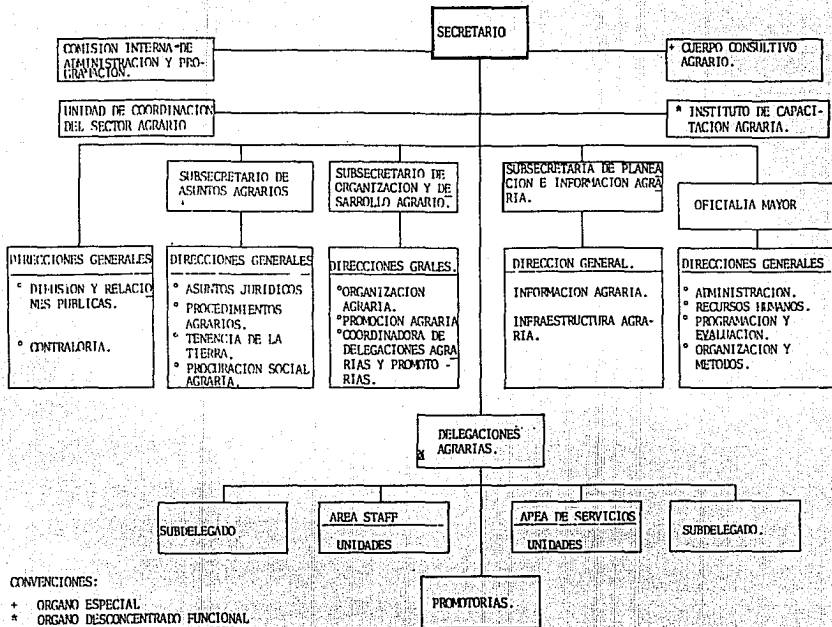 SECRETARIO
COMISION INTERNA DE
ADMINISTRACION Y PRO-
GRAMACION.
+ CUERPO CONSULTIVO
AGRARIO.
UNIDAD DE COORDINACION
DEL SECTOR AGRARIO
* INSTITUTO DE CAPACI-
TACION AGRARIA.
SUBSECRETARIO DE
ASUNTOS AGRARIOS
SUBSECRETARIO DE
ORGANIZACION Y DE
SARROLLO AGRARIO.
SUBSECRETARIA DE PLANEA
CION E INFORMACION AGRA
RIA.
OFICIALIA MAYOR
DIRECCIONES GENERALES
° DIFUSION Y RELACIO
NES PUBLICAS.
° CONTRALORIA.
DIRECCIONES GENERALES
° ASUNTOS JURIDICOS
° PROCEDIMIENTOS
AGRARIOS.
° TENENCIA DE LA
TIERRA.
° PROCURACION SOCIAL
AGRARIA.
DIRECCIONES GRALES.
°ORGANIZACION
AGRARIA.
°PROMOCION AGRARIA
°COORDINADORA DE
DELEGACIONES AGRA
RIAS Y PROMOTO -
RIAS.
DIRECCION GENERAL.
INFORMACION AGRARIA.
INFRAESTRUCTURA AGRA-
RIA.
DIRECCIONES GENERALES
° ADMINISTRACION.
° RECURSOS HUMANOS.
° PROGRAMACION Y
EVALUACION.
° ORGANIZACION Y
METODOS.
DELEGACIONES
AGRARIAS.
SUBDELEGADO
AREA STAFF
UNIDADES
AREA DE SERVICIOS
UNIDADES
SUBDELEGADO.
PROMOTORIAS.
CONVENCIONES:
+ ORGANO ESPECIAL
* ORGANO DESCONCENTRADO FUNCIONAL